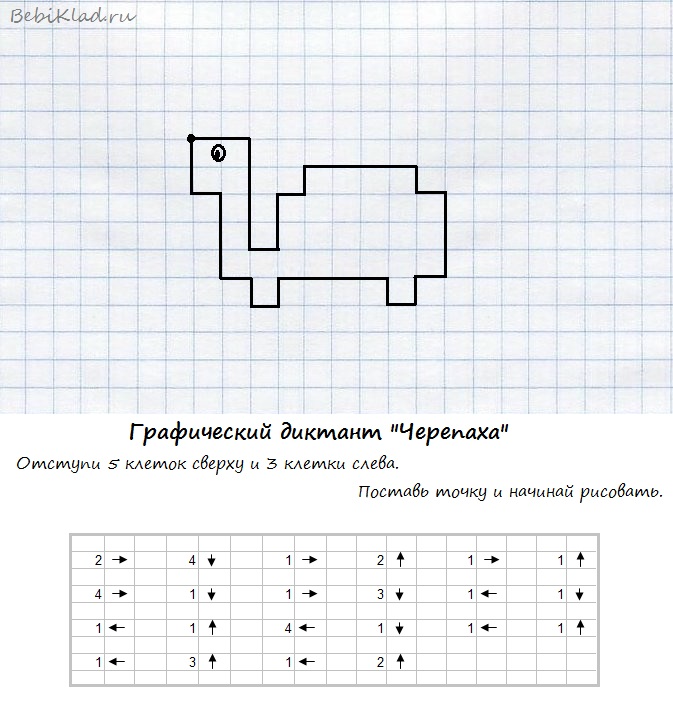 BebiKlad.ru
Графический диктант "Черепаха"
Отступи 5 клеток сверху и 3 клетки слева.
Поставь точку и начинай рисовать.
2 → 4 ↓ 1 → 2 ↑ 1 → 1 ↑
4 → 1 ↓ 1 → 3 ↓ 1 ← 1 ↓
1 ← 1 ↑ 4 ← 1 ↓ 1 ← 1 ↑
1 ← 3 ↑ 1 ← 2 ↑